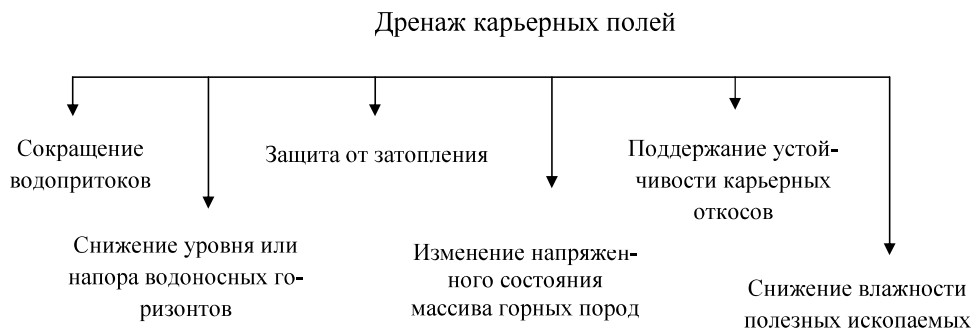 Дренаж карьерных полей
Сокращение
водопритоков
Снижение уровня или
напора водоносных го-
ризонтов
Защита от затопления
Изменение напряжен-
ного состояния
массива горных пород
Поддержание устой-
чивости карьерных
откосов
Снижение влажности
полезных ископаемых